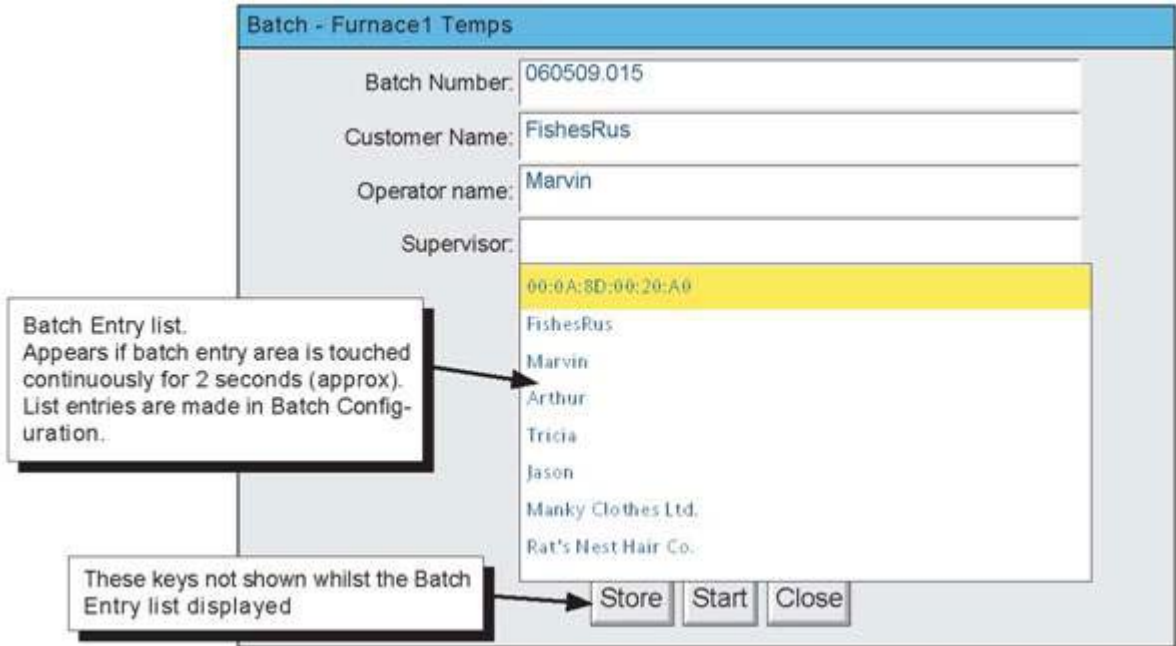 Batch - Furnace1 Temps
Batch Number: 060509.015
Customer Name: FishesRus
Operator name: Marvin
Supervisor:
00:0A:8D:00:20:A0
FishesRus
Marvin
Arthur
Tricia
Jason
Manky Clothes Ltd.
Rat's Nest Hair Co.
Batch Entry list.
Appears if batch entry area is touched
continuously for 2 seconds (approx).
List entries are made in Batch Config-
uration.
These keys not shown whilst the Batch
Entry list displayed
Store Start Close